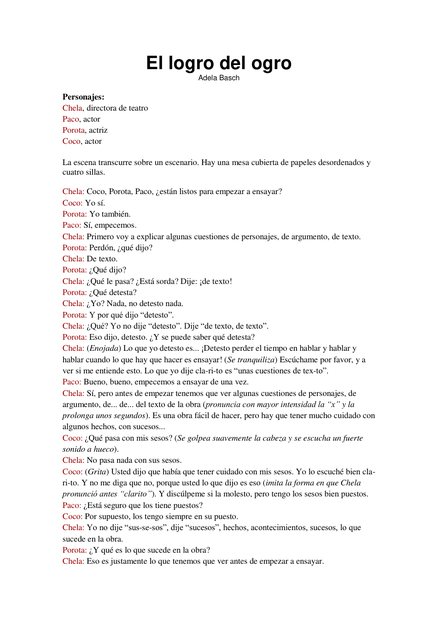 El logro del ogro
Adela Basch
Personajes:
Chela, directora de teatro
Paco, actor
Porota, actriz
Coco, actor
La escena transcurre sobre un escenario. Hay una mesa cubierta de papeles desordenados y
cuatro sillas.
Chela: Coco, Porota, Paco, ¿están listos para empezar a ensayar?
Coco: Yo sí.
Porota: Yo también.
Paco: Sí, empecemos.
Chela: Primero voy a explicar algunas cuestiones de personajes, de argumento, de texto.
Porota: Perdón, ¿qué dijo?
Chela: De texto.
Porota: ¿Qué dijo?
Chela: ¿Qué le pasa? ¿Está sorda? Dije: ¡de texto!
Porota: ¿Qué detesta?
Chela: ¿Yo? Nada, no detesto nada.
Porota: Y por qué dijo “detesto”.
Chela: ¿Qué? Yo no dije “detesto”. Dije “de texto, de texto”.
Porota: Eso dijo, detesto. ¿Y se puede saber qué detesta?
Chela: (Enojada) Lo que yo detesto es... ¡Detesto perder el tiempo en hablar y hablar y
hablar cuando lo que hay que hacer es ensayar! (Se tranquiliza) Escúchame por favor, y a
ver si me entiende esto. Lo que yo dije cla-ri-to es “unas cuestiones de tex-to”.
Paco: Bueno, bueno, empecemos a ensayar de una vez.
Chela: Sí, pero antes de empezar tenemos que ver algunas cuestiones de personajes, de
argumento, de... de... del texto de la obra (pronuncia con mayor intensidad la “x” y la
prolonga unos segundos). Es una obra fácil de hacer, pero hay que tener mucho cuidado con
algunos hechos, con sucesos...
Coco: ¿Qué pasa con mis sesos? (Se golpea suavemente la cabeza y se escucha un fuerte
sonido a hueco).
Chela: No pasa nada con sus sesos.
Coco: (Grita) Usted dijo que había que tener cuidado con mis sesos. Yo lo escuché bien cla-
ri-to. Y no me diga que no, porque usted lo que dijo es eso (imita la forma en que Chela
pronunció antes “clarito”). Y discúlpeme si la molesto, pero tengo los sesos bien puestos.
Paco: ¿Está seguro que los tiene puestos?
Coco: Por supuesto, los tengo siempre en su puesto.
Chela: Yo no dije “sus-se-sos”, dije “sucesos”, hechos, acontecimientos, sucesos, lo que
sucede en la obra.
Porota: ¿Y qué es lo que sucede en la obra?
Chela: Eso es justamente lo que tenemos que ver antes de empezar a ensayar.